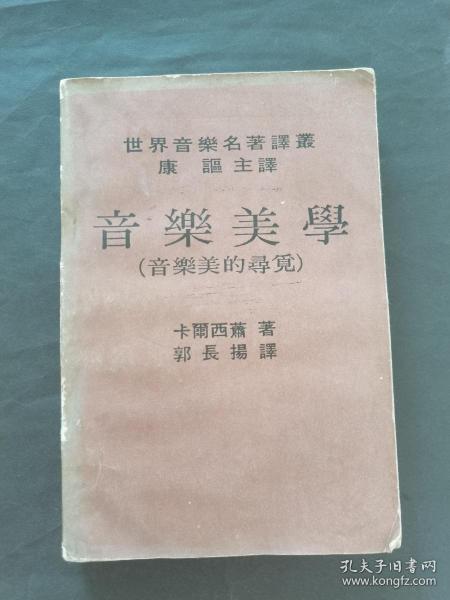 世界音樂名著譯叢
康謳主譯
音樂美學
(音樂美的尋覓)
卡爾西蕭 著
郭長揚譯
孔夫子旧书网
www.kongfz.com